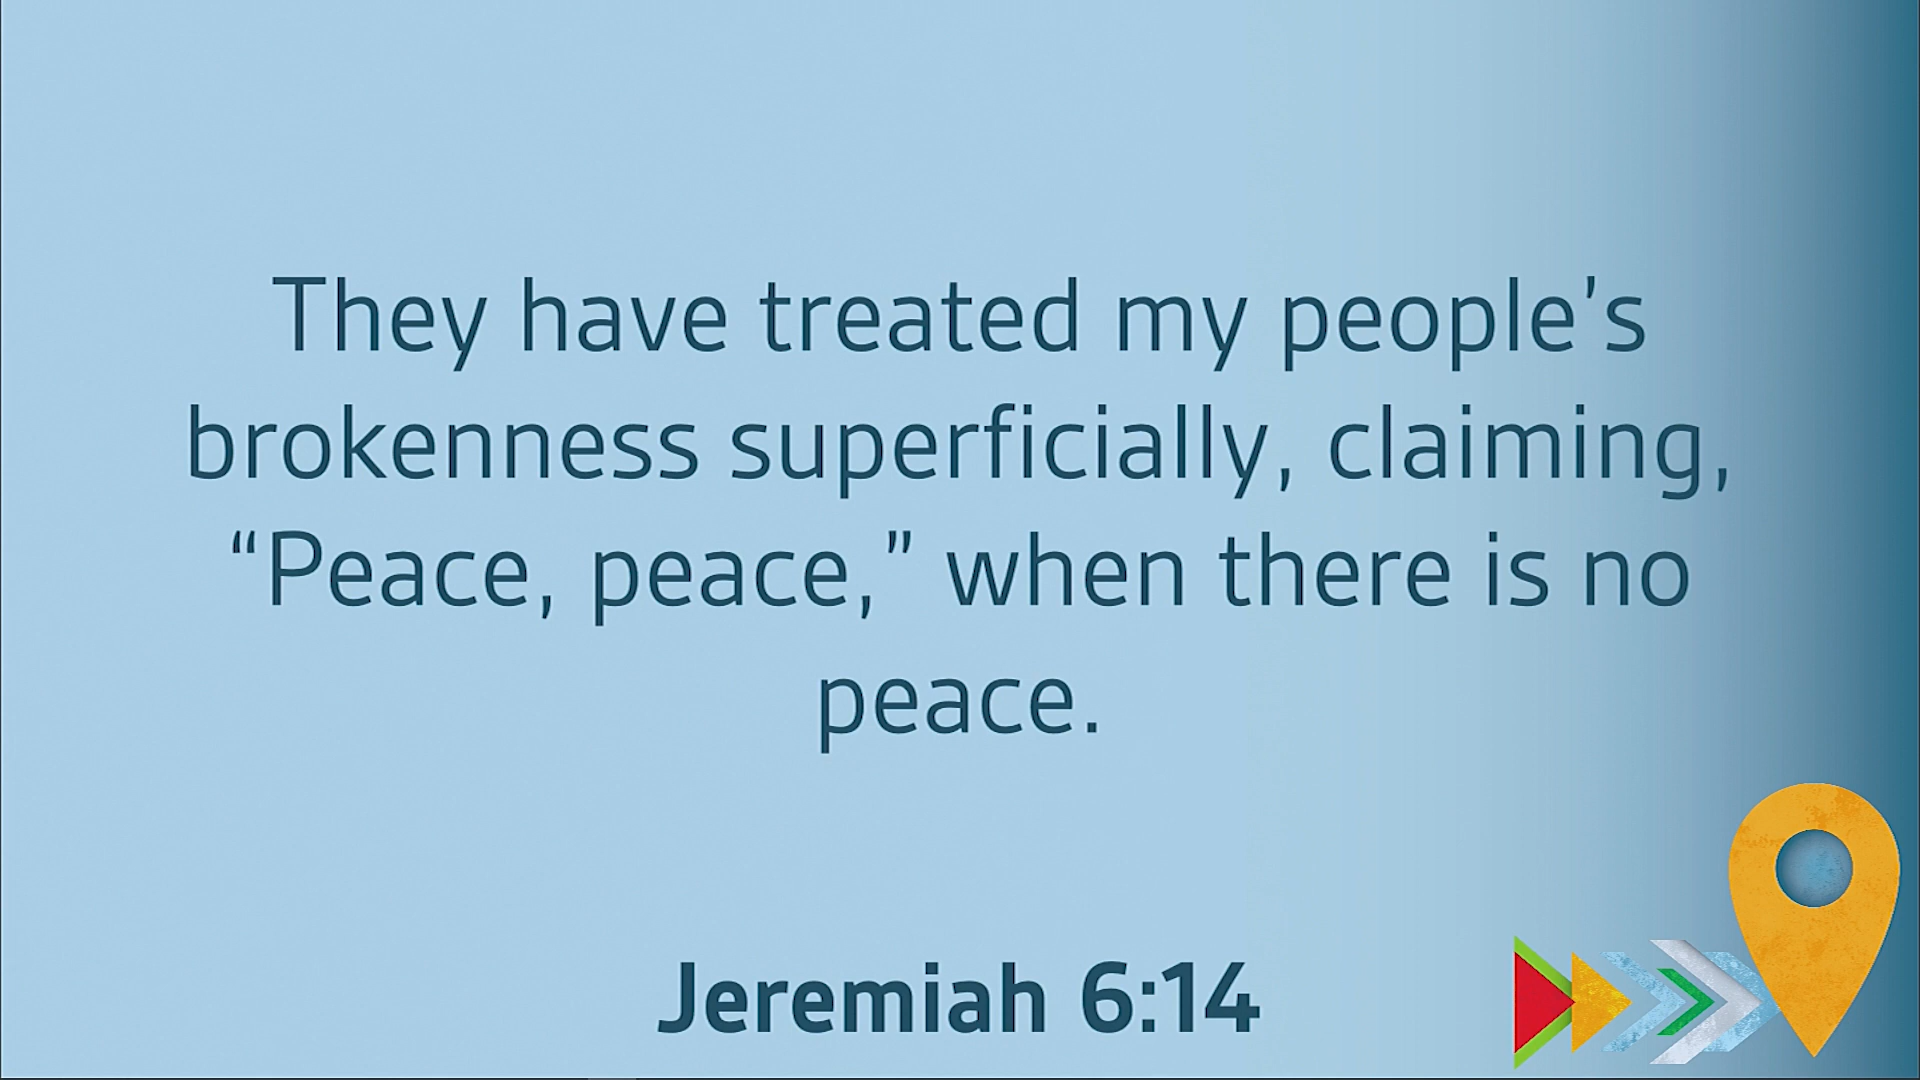 They have treated my people’s
brokenness superficially, claiming,
“Peace, peace,” when there is no
peace.
Jeremiah 6:14